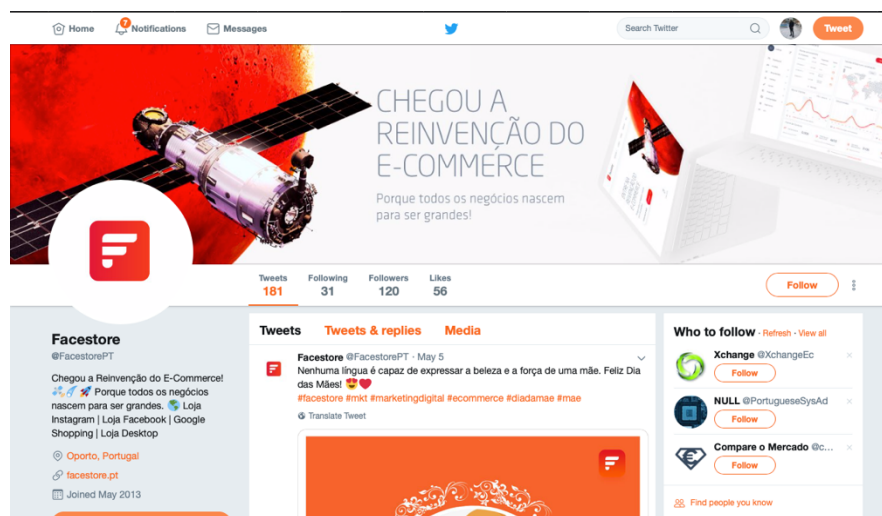 Home
7
Notifications
Messages
Search Twitter
Tweet
CHEGOU A
REINVENÇÃO DO
E-COMMERCE
Porque todos os negócios nascem
para ser grandes!
Tweets
181
Following
31
Followers
120
Likes
56
Follow
Facestore
@FacestorePT
Chegou a Reinvenção do E-Commerce!
Porque todos os negócios
nascem para ser grandes. Loja
Instagram | Loja Facebook | Google
Shopping | Loja Desktop
Oporto, Portugal
facestore.pt
Joined May 2013
Tweets Tweets & replies Media
Facestore @FacestorePT · May 5
Nenhuma língua é capaz de expressar a beleza e a força de uma mãe. Feliz Dia
das Mães! 😍❤
#facestore #mkt #marketingdigital #ecommerce #diadamae #mae
Translate Tweet
Who to follow · Refresh · View all
Xchange @XchangeEc
Follow
NULL @PortugueseSysAd
Follow
Compare o Mercado @c...
Follow
Find people you know